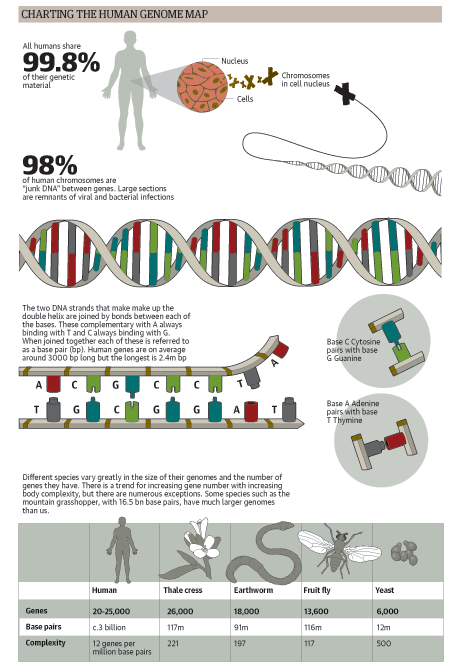 CHARTING THE HUMAN GENOME MAP
All humans share
99.8%
of their genetic
material
Nucleus
Cells
Chromosomes
in cell nucleus
98%
of human chromosomes are
"junk DNA" between genes. Large sections
are remnants of viral and bacterial infections
The two DNA strands that make make up the
double helix are joined by bonds between each of
the bases. These complementary with A always
binding with T and C always binding with G.
When joined together each of these is referred to
as a base pair (bp). Human genes are on average
around 3000 bp long but the longest is 2.4m bp
Base C Cytosine
pairs with base
G Guanine
A C G C C T A
T G C G G A T
Base A Adenine
pairs with base
T Thymine
Different species vary greatly in the size of their genomes and the number of
genes they have. There is a trend for increasing gene number with increasing
body complexity, but there are numerous exceptions. Some species such as the
mountain grasshopper, with 16.5 bn base pairs, have much larger genomes
than us.
Human Thale cress Earthworm Fruit fly Yeast
Genes 20-25,000 26,000 18,000 13,600 6,000
Base pairs c.3 billion 117m 91m 116m 12m
Complexity 12 genes per 221 197 117 500
million base pairs